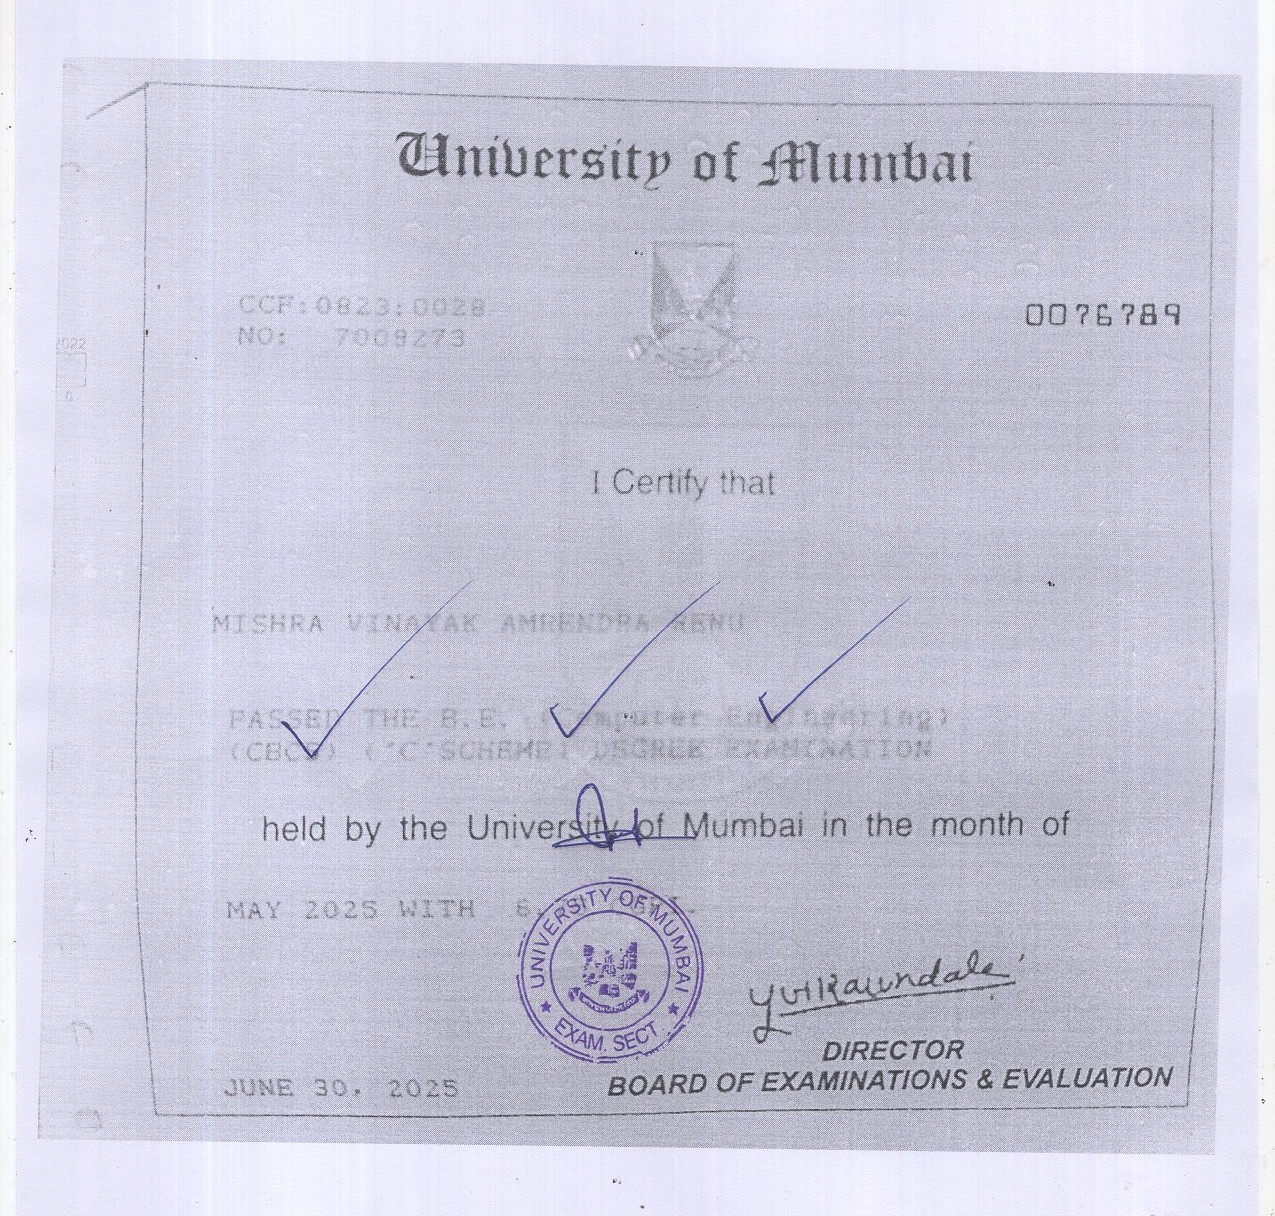 University of Mumbai
CCF:0823:0028
NO: 7009273
0076789
2022
I Certify that
MISHRA VINAYAK AMRENDRA RENU
PASSED THE B.E. (Computer Engineering)
(CBCS) ('C'SCHEME) DEGREE EXAMINATION
held by the University of Mumbai in the month of
MAY 2025 WITH
UNIVERSITY OF MUMBAI
EXAM. SECT.
DIRECTOR
BOARD OF EXAMINATIONS & EVALUATION
JUNE 30, 2025